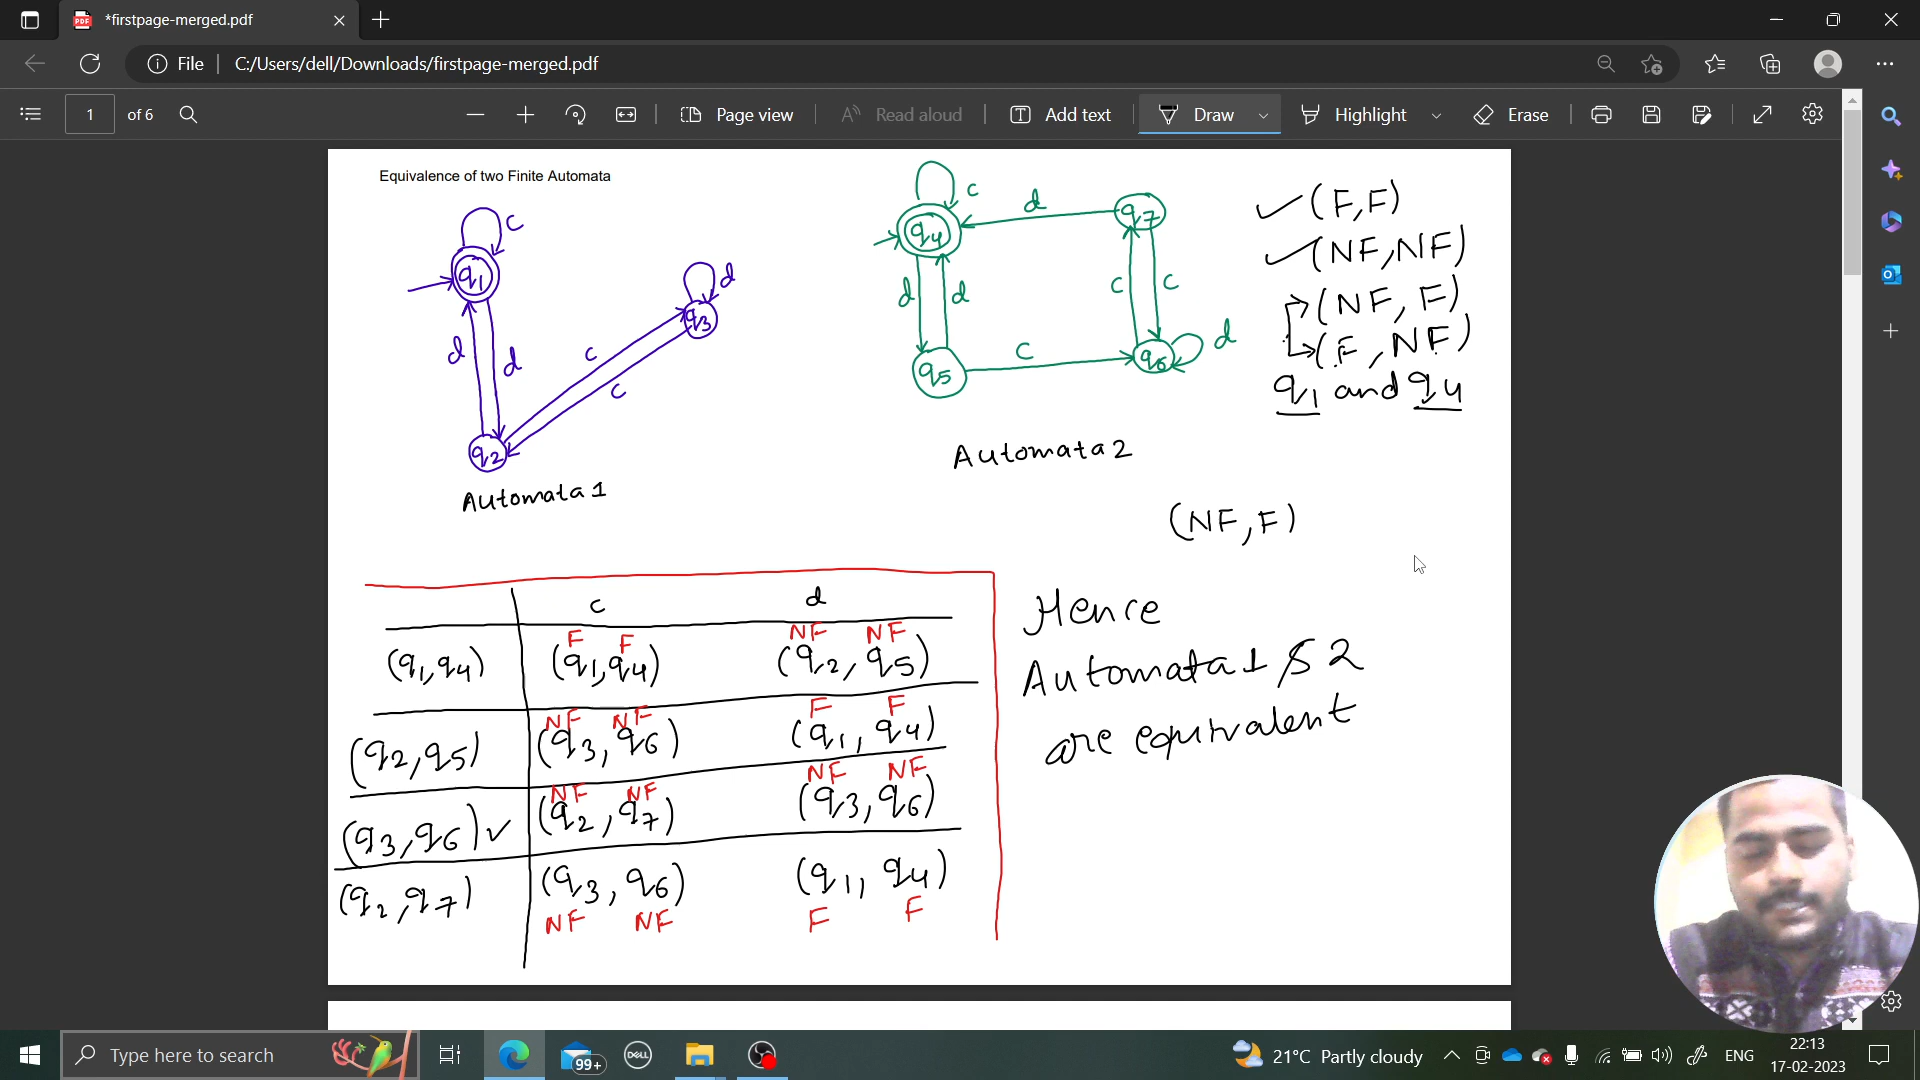 *firstpage-merged.pdf
File C:/Users/dell/Downloads/firstpage-merged.pdf
1 of 6 Page view Read aloud Add text Draw Highlight Erase
Equivalence of two Finite Automata
c
q1
d
q3
d
d
c
c
q2
Automata 1
c
q4
d
q7
d
d
c
c
d
q5
c
q6
Automata 2
(F,F)
(NF,NF)
(NF, F)
(F, NF)
q1 and q4
(NF, F)
c d
F F NF NF
(q1,q4) (q1,q4) (q2, q5)
NF NF F F
(q2,q5) (q3, q6) (q1, q4)
NF NF NF NF
(q3,q6) (q2, q7) (q3, q6)
(q2,q7) (q3, q6) (q1, q4)
NF NF F F
Hence
Automata 1 & 2
are equivalent
Type here to search
99+
DELL
21°C Partly cloudy
ENG
22:13
17-02-2023